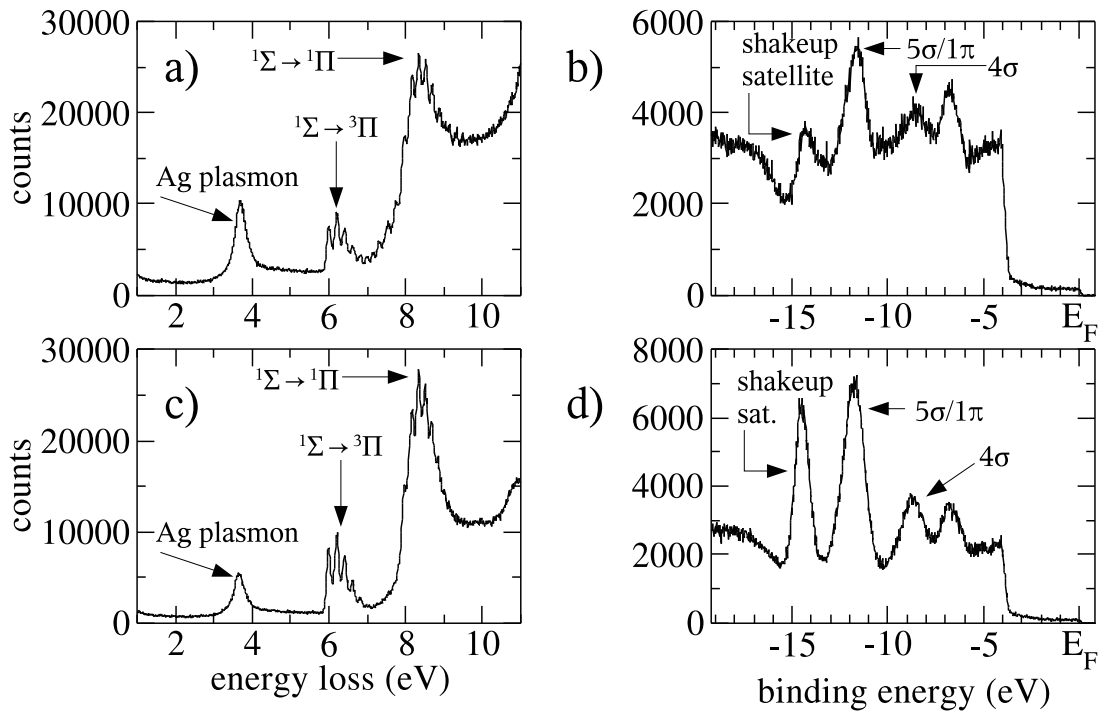 30000
20000
10000
0
counts
a)
¹Σ → ¹Π
¹Σ → ³Π
Ag plasmon
2 4 6 8 10
6000
4000
2000
0
shakeup
satellite
b)
5σ/1π
4σ
-15 -10 -5 E_F
30000
20000
10000
0
counts
c)
¹Σ → ¹Π
¹Σ → ³Π
Ag plasmon
2 4 6 8 10
energy loss (eV)
8000
6000
4000
2000
0
shakeup
sat.
d)
5σ/1π
4σ
-15 -10 -5 E_F
binding energy (eV)